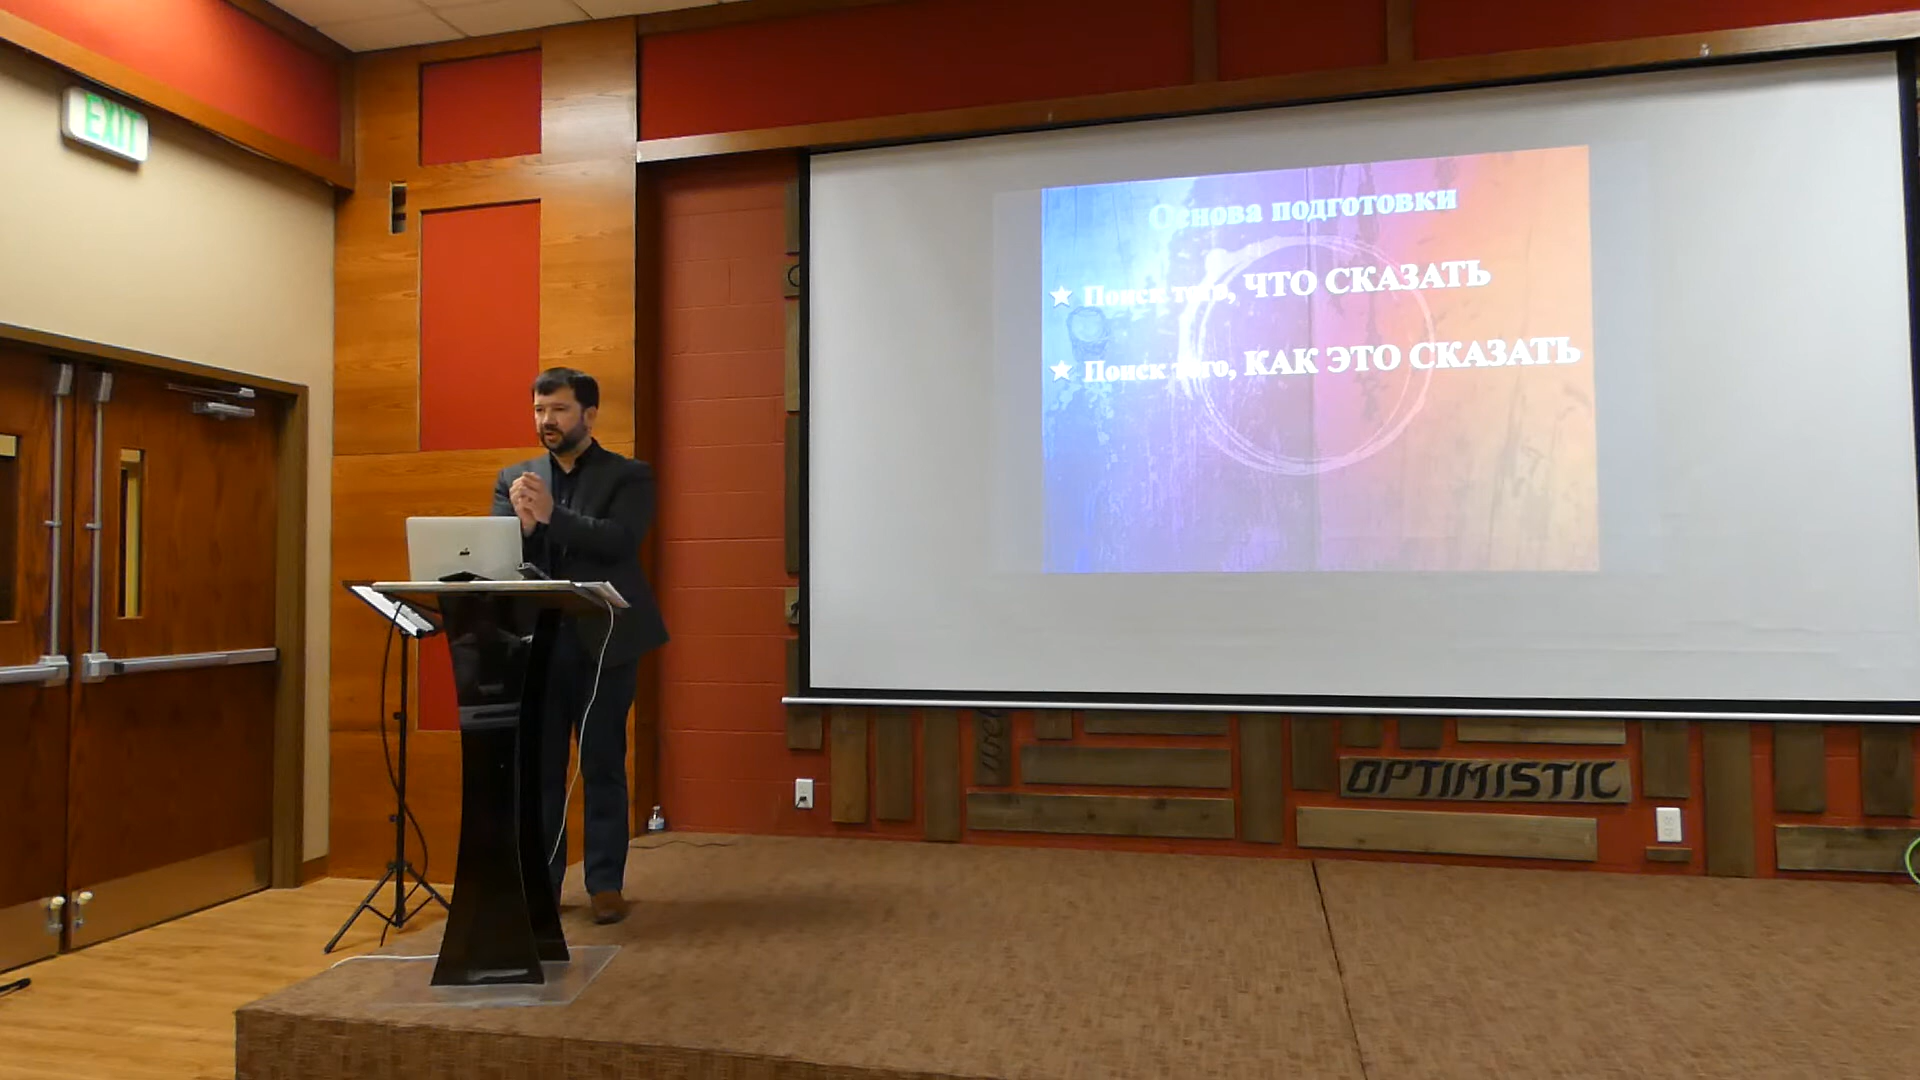 EXIT
Основа подготовки
Поиск того, ЧТО СКАЗАТЬ
Поиск того, КАК ЭТО СКАЗАТЬ
OPTIMISTIC